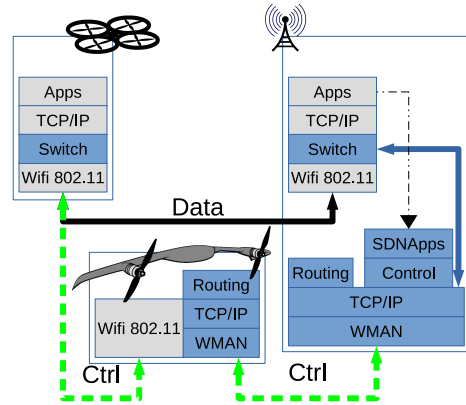 Apps
TCP/IP
Switch
Wifi 802.11
Apps
TCP/IP
Switch
Wifi 802.11
Data
SDNApps
Routing
Control
TCP/IP
WMAN
Routing
Wifi 802.11
TCP/IP
WMAN
Ctrl
Ctrl